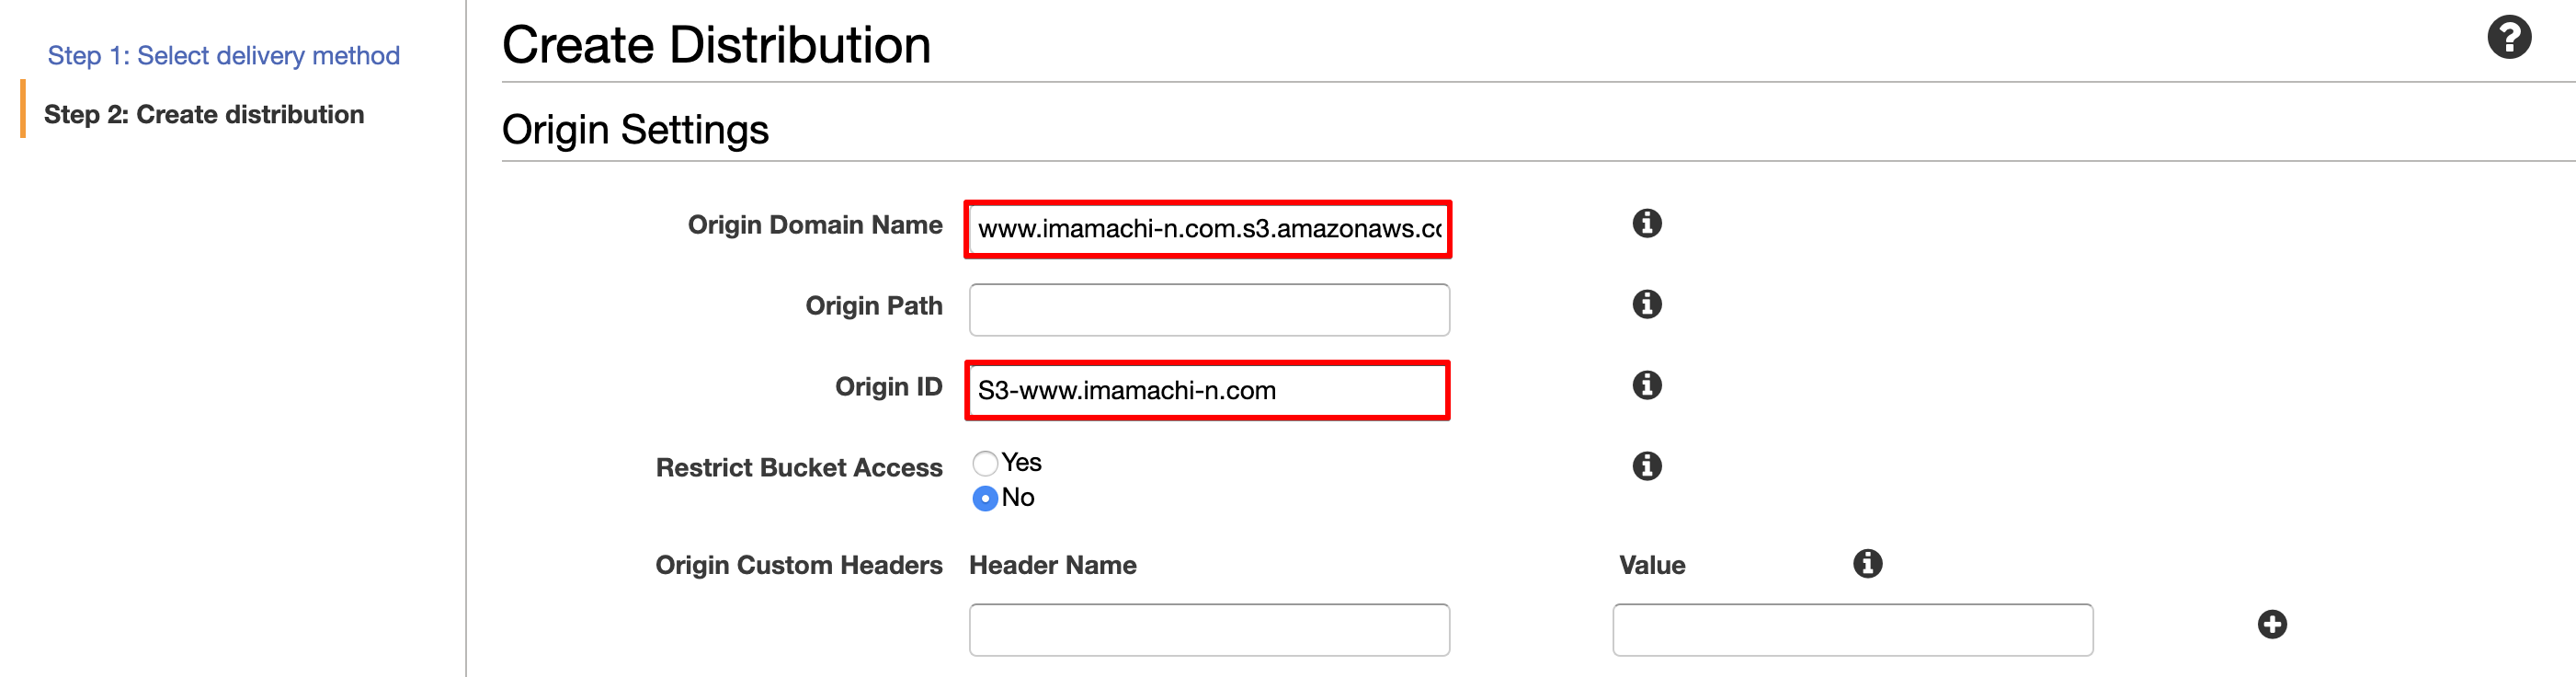 Step 1: Select delivery method
Step 2: Create distribution
Create Distribution
Origin Settings
Origin Domain Name www.imamachi-n.com.s3.amazonaws.co
Origin Path
Origin ID S3-www.imamachi-n.com
Restrict Bucket Access Yes
No
Origin Custom Headers Header Name Value